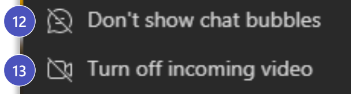 12 Don't show chat bubbles
13 Turn off incoming video